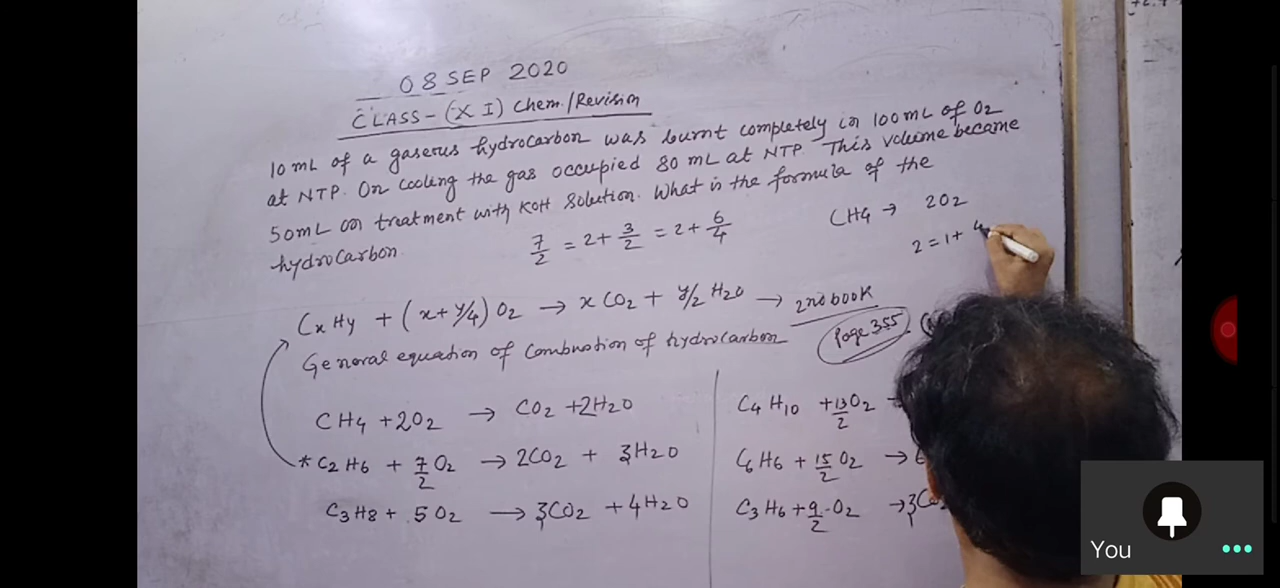 08 SEP 2020
CLASS - (XI) Chem./Revision
10 mL of a gaseous hydrocarbon was burnt completely in 100 mL of O2
at NTP. On cooling the gas occupied 80 mL at NTP. This volume became
50 mL on treatment with KOH solution. What is the formula of the
hydrocarbon.
7/2 = 2 + 3/2 = 2 + 6/4
CH4 → 2O2
2 = 1 + 4
CxHy + (x + y/4) O2 → x CO2 + y/2 H2O → 2nd book
Page 355
General equation of Combustion of hydrocarbon
CH4 + 2O2 → CO2 + 2H2O
* C2H6 + 7/2 O2 → 2CO2 + 3H2O
C3H8 + 5O2 → 3CO2 + 4H2O
C4H10 + 13/2 O2
C6H6 + 15/2 O2 →
C3H6 + 9/2 O2 → 3CO
You